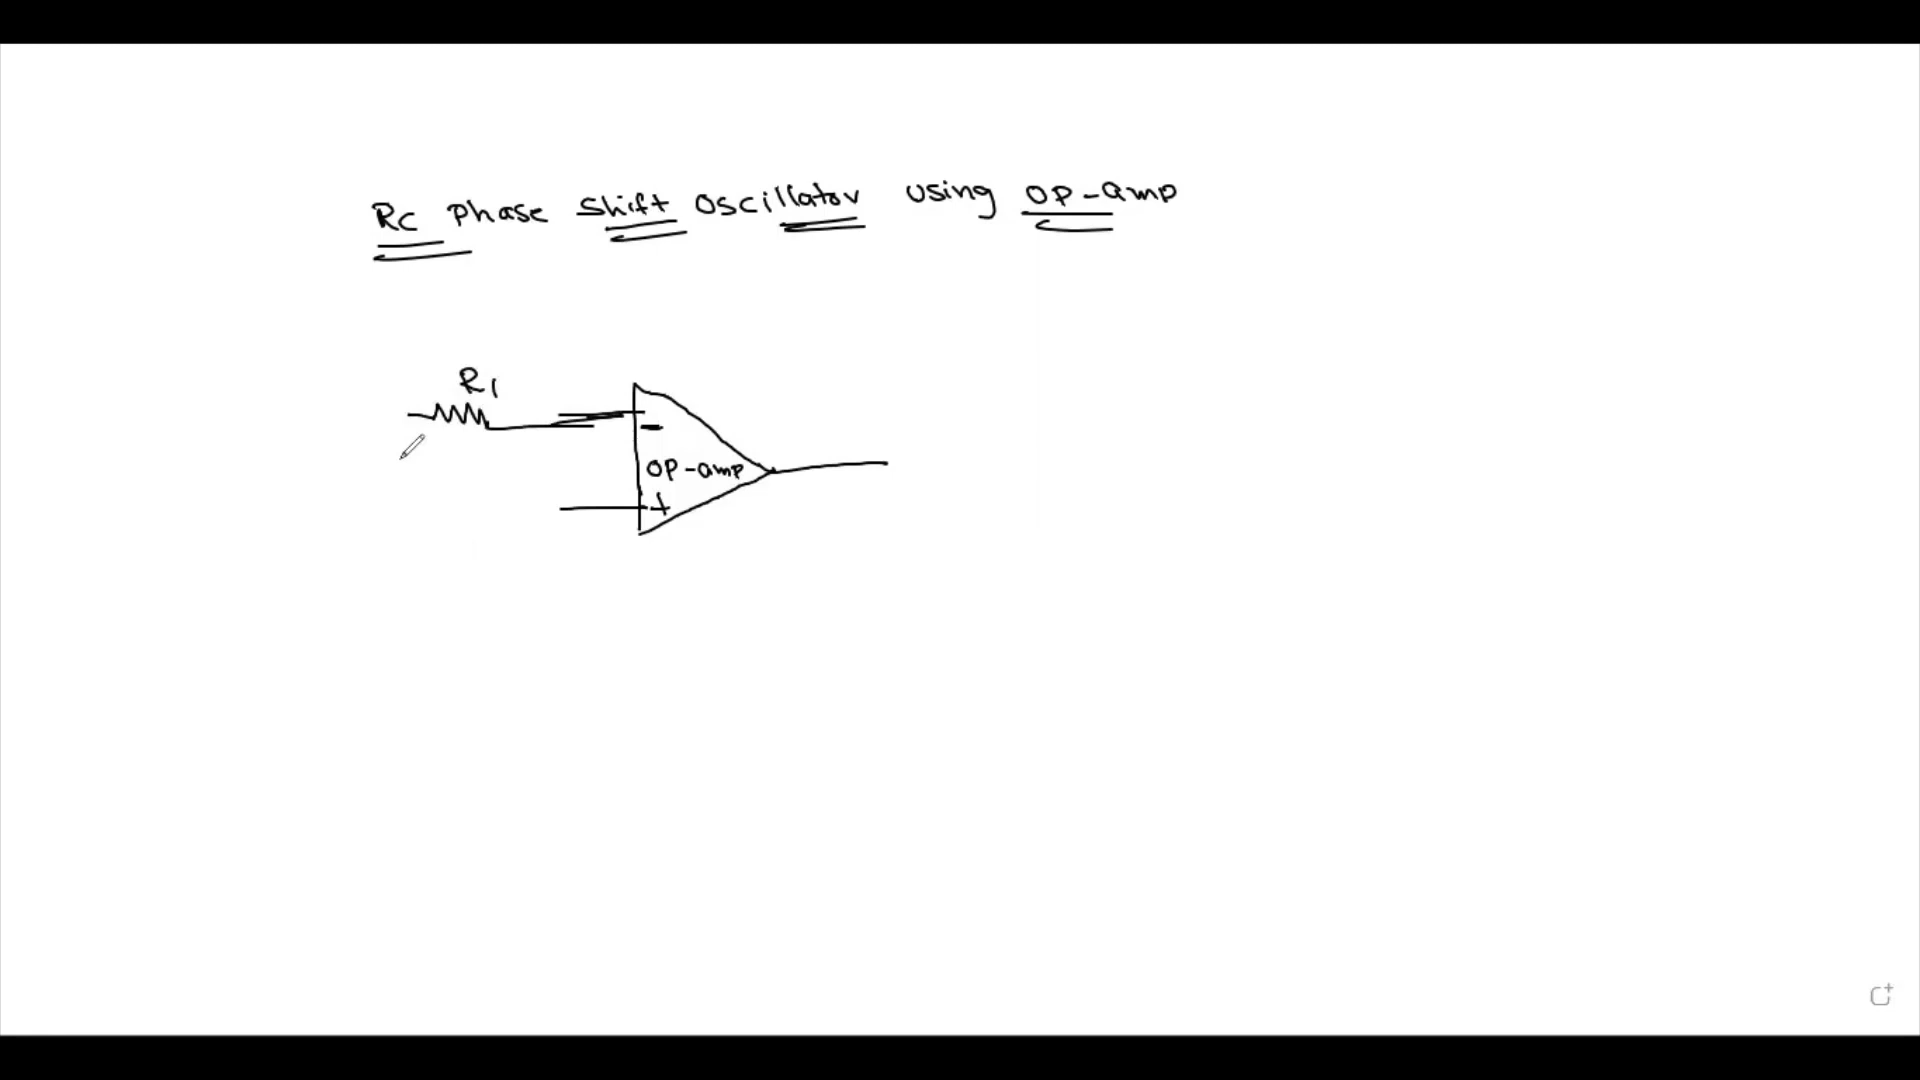 RC phase shift oscillator using op-amp
R1
-
op-amp
+